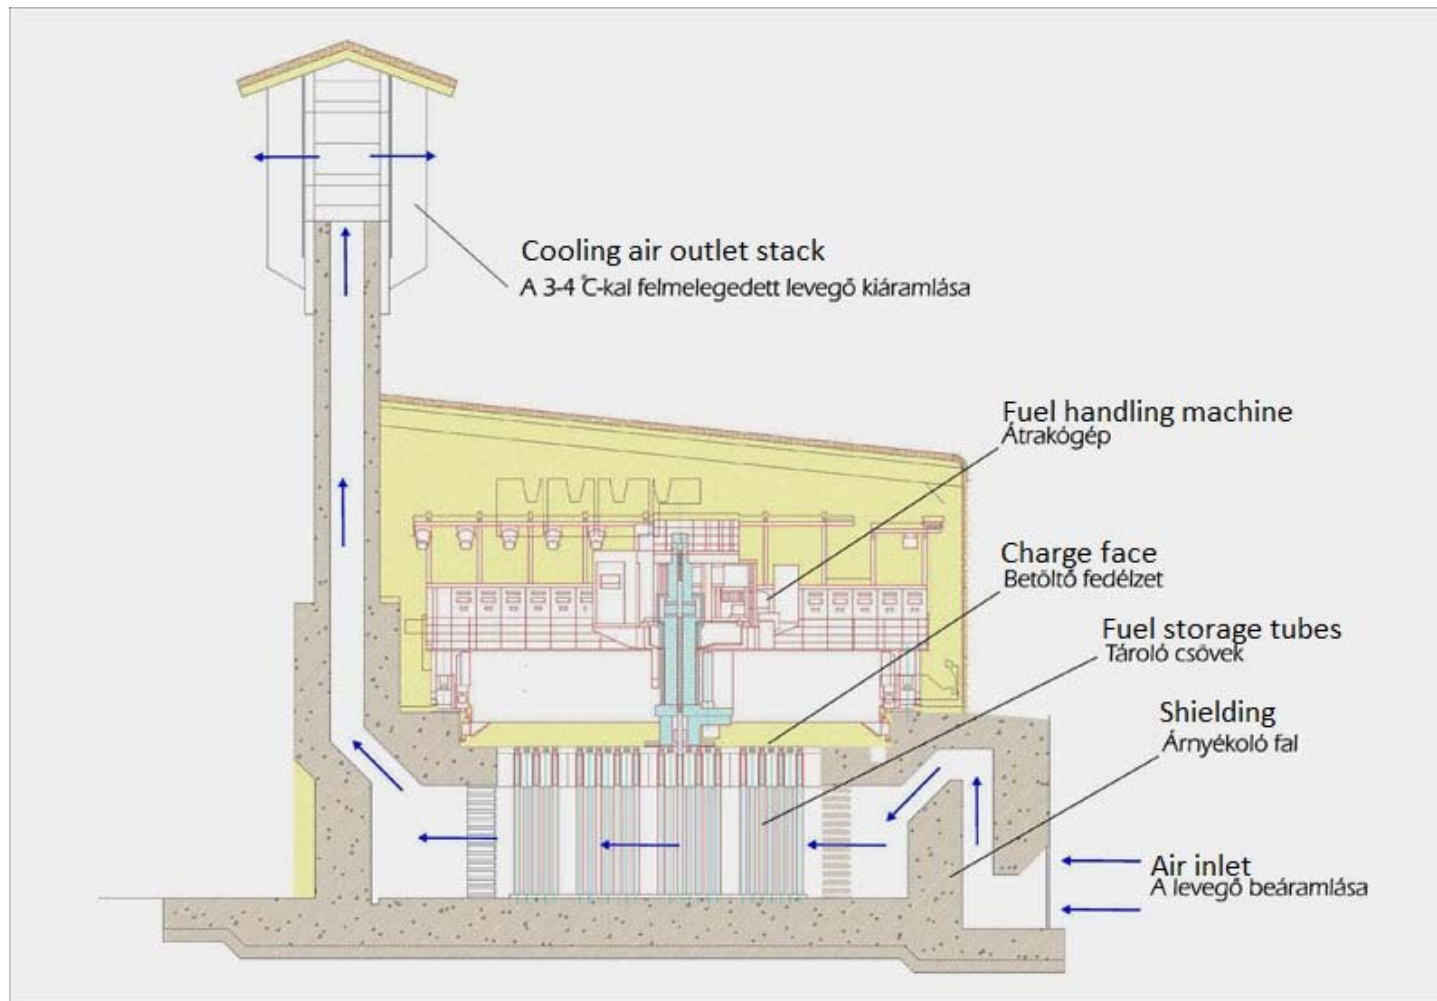 Cooling air outlet stack
A 3-4 °C-kal felmelegedett levegő kiáramlása
Fuel handling machine
Átrakógép
Charge face
Betöltő fedélzet
Fuel storage tubes
Tároló csövek
Shielding
Árnyékoló fal
Air inlet
A levegő beáramlása